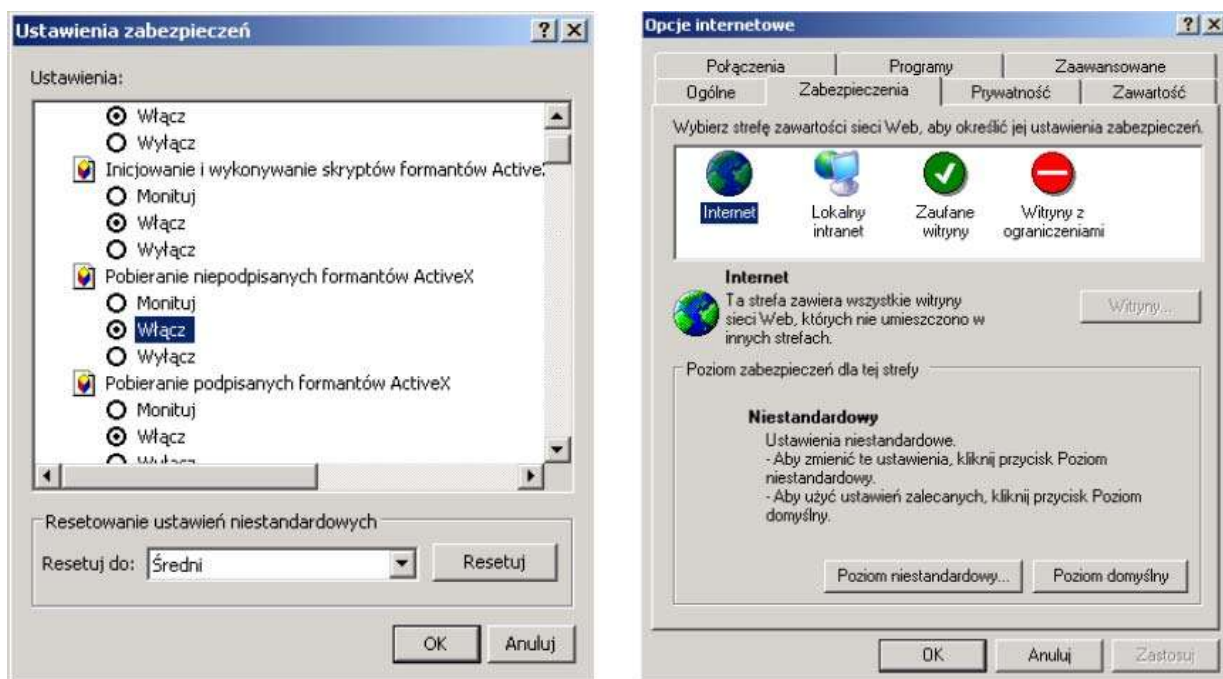 Ustawienia zabezpieczeń
Ustawienia:
Włącz
Wyłącz
Inicjowanie i wykonywanie skryptów formantów Active
Monituj
Włącz
Wyłącz
Pobieranie niepodpisanych formantów ActiveX
Monituj
Włącz
Wyłącz
Pobieranie podpisanych formantów ActiveX
Monituj
Włącz
Resetowanie ustawień niestandardowych
Resetuj do: Średni Resetuj
OK Anuluj
Opcje internetowe
Połączenia Programy Zaawansowane
Ogólne Zabezpieczenia Prywatność Zawartość
Wybierz strefę zawartości sieci Web, aby określić jej ustawienia zabezpieczeń.
Internet Lokalny Zaufane Witryny z
intranet witryny ograniczeniami
Internet
Ta strefa zawiera wszystkie witryny
sieci Web, których nie umieszczono w
innych strefach.
Witryny...
Poziom zabezpieczeń dla tej strefy
Niestandardowy
Ustawienia niestandardowe.
- Aby zmienić te ustawienia, kliknij przycisk Poziom
niestandardowy.
- Aby użyć ustawień zalecanych, kliknij przycisk Poziom
domyślny.
Poziom niestandardowy... Poziom domyślny
OK Anuluj Zastosuj